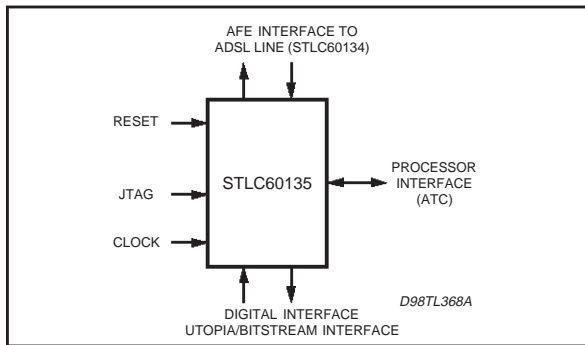 AFE INTERFACE TO
ADSL LINE (STLC60134)
RESET
STLC60135
PROCESSOR
INTERFACE
(ATC)
JTAG
CLOCK
D98TL368A
DIGITAL INTERFACE
UTOPIA/BITSTREAM INTERFACE